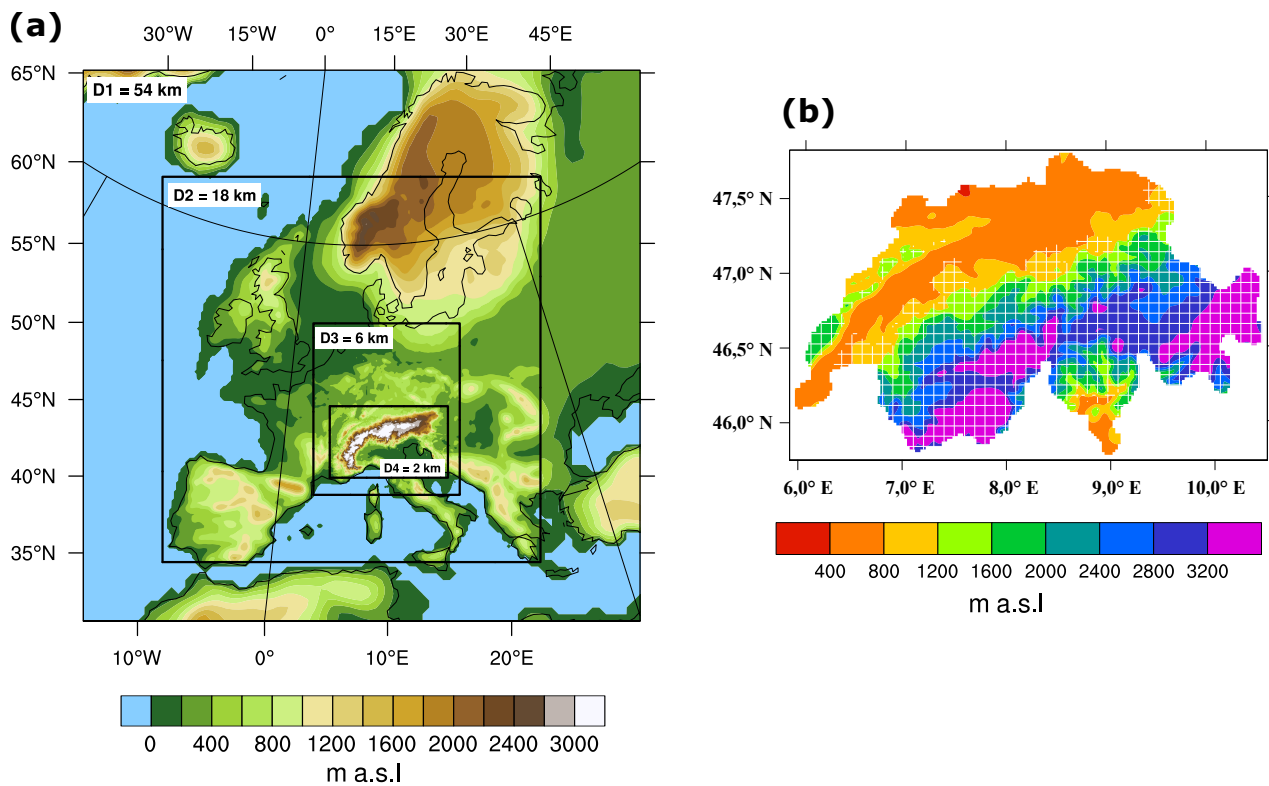 (a)
30°W 15°W 0° 15°E 30°E 45°E
65°N
60°N
55°N
50°N
45°N
40°N
35°N
D1 = 54 km
D2 = 18 km
D3 = 6 km
D4 = 2 km
10°W 0° 10°E 20°E
0 400 800 1200 1600 2000 2400 3000
m a.s.l
(b)
47,5° N
47,0° N
46,5° N
46,0° N
6,0° E 7,0° E 8,0° E 9,0° E 10,0° E
400 800 1200 1600 2000 2400 2800 3200
m a.s.l